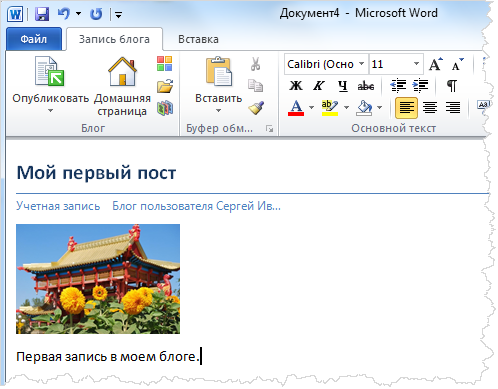 Документ4 - Microsoft Word
Файл Запись блога Вставка
Опубликовать Домашняя страница Вставить Calibri (Осно 11
Ж К Ч abc
А
Блог Буфер обм... Основной текст
Мой первый пост
Учетная запись Блог пользователя Сергей Ив...
Первая запись в моем блоге.